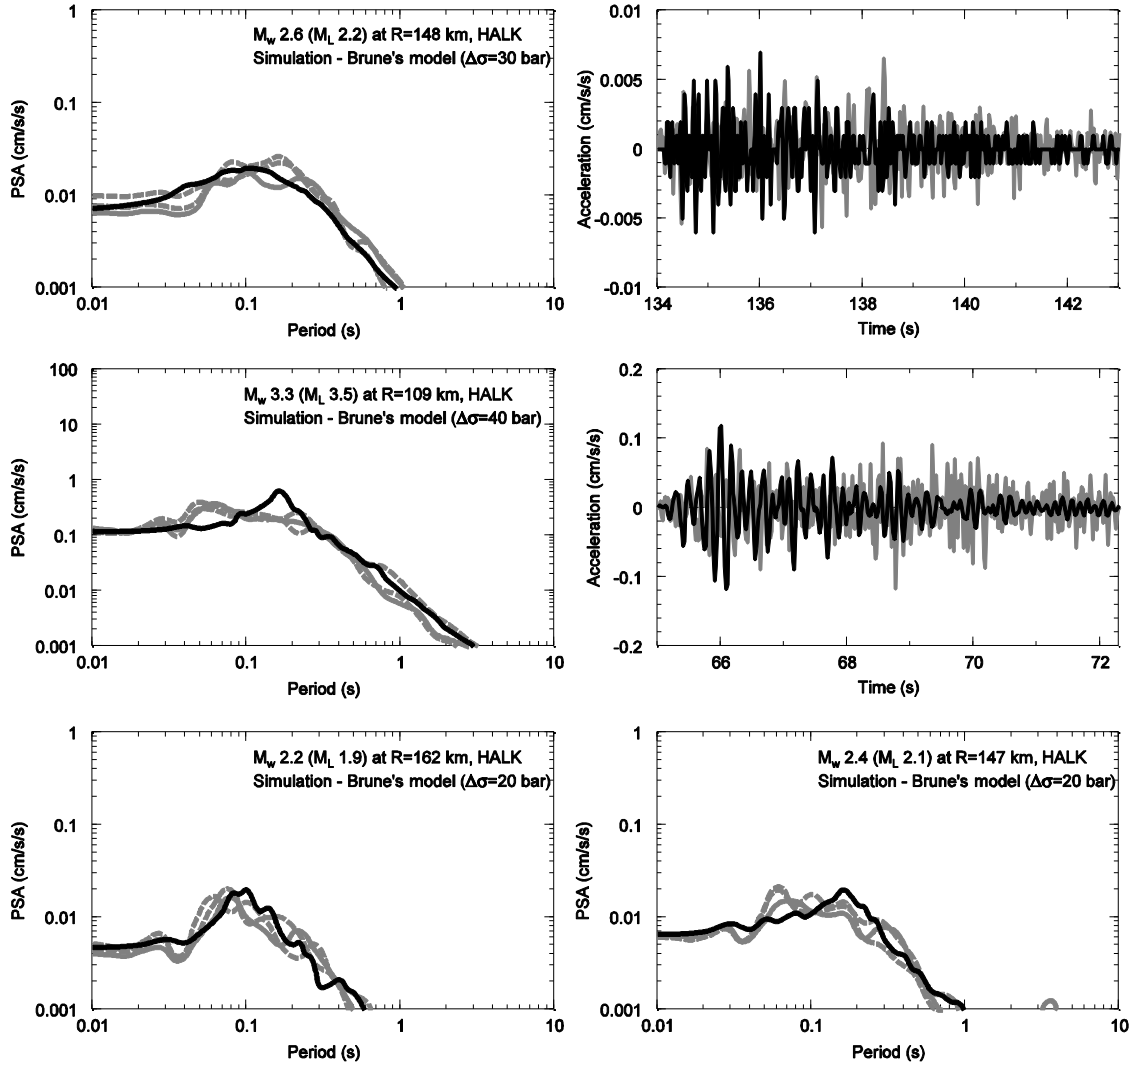 M_w 2.6 (M_L 2.2) at R=148 km, HALK
Simulation - Brune's model (Δσ=30 bar)
PSA (cm/s/s)
1
0.1
0.01
0.001
0.01 0.1 1 10
Period (s)
Acceleration (cm/s/s)
0.01
0.005
0
-0.005
-0.01
134 136 138 140 142
Time (s)
M_w 3.3 (M_L 3.5) at R=109 km, HALK
Simulation - Brune's model (Δσ=40 bar)
PSA (cm/s/s)
100
10
1
0.1
0.01
0.001
0.01 0.1 1 10
Period (s)
Acceleration (cm/s/s)
0.2
0.1
0
-0.1
-0.2
66 68 70 72
Time (s)
M_w 2.2 (M_L 1.9) at R=162 km, HALK
Simulation - Brune's model (Δσ=20 bar)
PSA (cm/s/s)
1
0.1
0.01
0.001
0.01 0.1 1 10
Period (s)
M_w 2.4 (M_L 2.1) at R=147 km, HALK
Simulation - Brune's model (Δσ=20 bar)
PSA (cm/s/s)
1
0.1
0.01
0.001
0.01 0.1 1 10
Period (s)